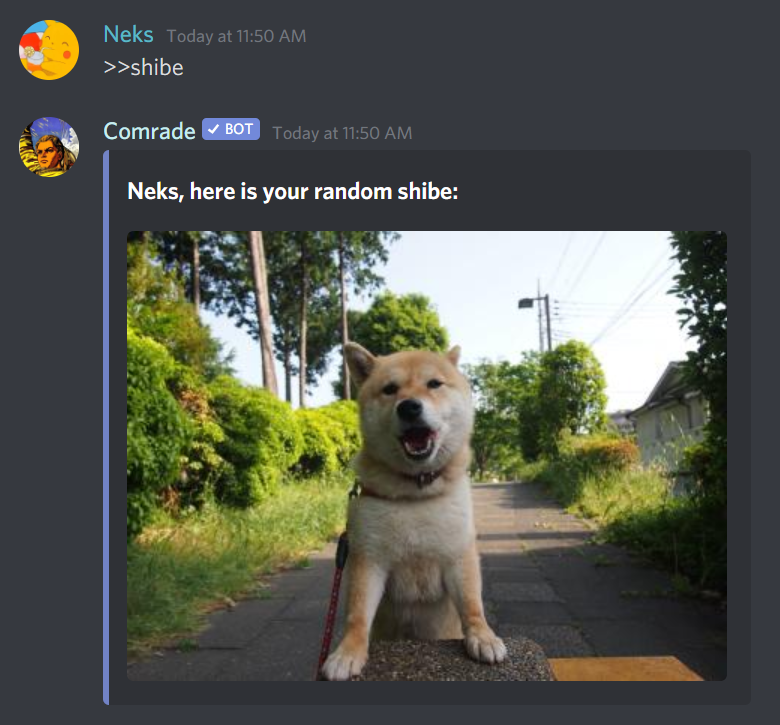 Neks Today at 11:50 AM
>>shibe
Comrade BOT Today at 11:50 AM
Neks, here is your random shibe: